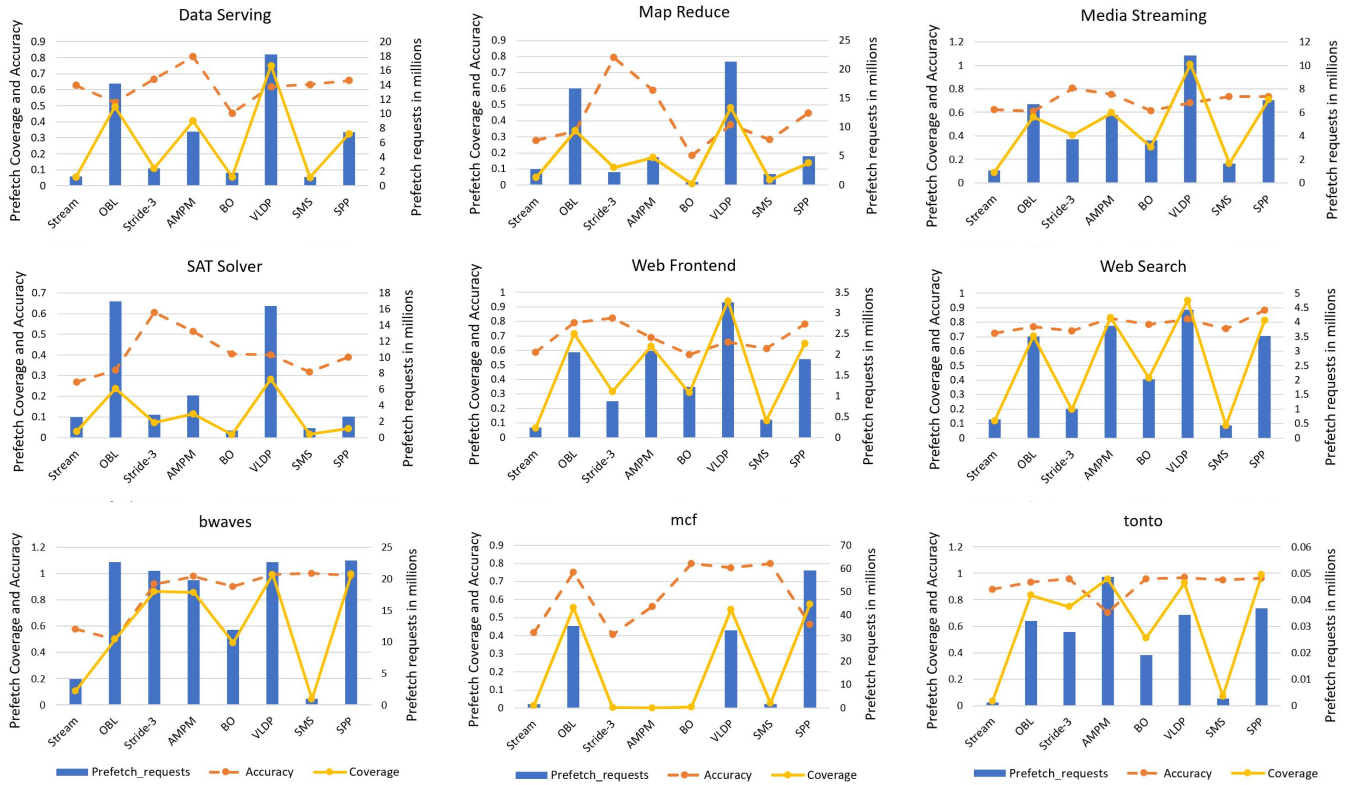 Data Serving
Prefetch Coverage and Accuracy
0.9
0.8
0.7
0.6
0.5
0.4
0.3
0.2
0.1
0
20
18
16
14
12
10
8
6
4
2
0
Prefetch requests in millions
Stream
OBL
Stride-3
AMPM
BO
VLDP
SMS
SPP
Map Reduce
Prefetch Coverage and Accuracy
0.9
0.8
0.7
0.6
0.5
0.4
0.3
0.2
0.1
0
25
20
15
10
5
0
Prefetch requests in millions
Stream
OBL
Stride-3
AMPM
BO
VLDP
SMS
SPP
Media Streaming
Prefetch Coverage and Accuracy
1.2
1
0.8
0.6
0.4
0.2
0
12
10
8
6
4
2
0
Prefetch requests in millions
Stream
OBL
Stride-3
AMPM
BO
VLDP
SMS
SPP
SAT Solver
Prefetch Coverage and Accuracy
0.7
0.6
0.5
0.4
0.3
0.2
0.1
0
18
16
14
12
10
8
6
4
2
0
Prefetch requests in millions
Stream
OBL
Stride-3
AMPM
BO
VLDP
SMS
SPP
Web Frontend
Prefetch Coverage and Accuracy
1
0.9
0.8
0.7
0.6
0.5
0.4
0.3
0.2
0.1
0
3.5
3
2.5
2
1.5
1
0.5
0
Prefetch requests in millions
Stream
OBL
Stride-3
AMPM
BO
VLDP
SMS
SPP
Web Search
Prefetch Coverage and Accuracy
1
0.9
0.8
0.7
0.6
0.5
0.4
0.3
0.2
0.1
0
5
4.5
4
3.5
3
2.5
2
1.5
1
0.5
0
Prefetch requests in millions
Stream
OBL
Stride-3
AMPM
BO
VLDP
SMS
SPP
bwaves
Prefetch Coverage and Accuracy
1.2
1
0.8
0.6
0.4
0.2
0
25
20
15
10
5
0
Prefetch requests in millions
Stream
OBL
Stride-3
AMPM
BO
VLDP
SMS
SPP
Prefetch_requests Accuracy Coverage
mcf
Prefetch Coverage and Accuracy
0.9
0.8
0.7
0.6
0.5
0.4
0.3
0.2
0.1
0
70
60
50
40
30
20
10
0
Prefetch requests in millions
Stream
OBL
Stride-3
AMPM
BO
VLDP
SMS
SPP
Prefetch_requests Accuracy Coverage
tonto
Prefetch Coverage and Accuracy
1.2
1
0.8
0.6
0.4
0.2
0
0.06
0.05
0.04
0.03
0.02
0.01
0
Prefetch requests in millions
Stream
OBL
Stride-3
AMPM
BO
VLDP
SMS
SPP
Prefetch_requests Accuracy Coverage